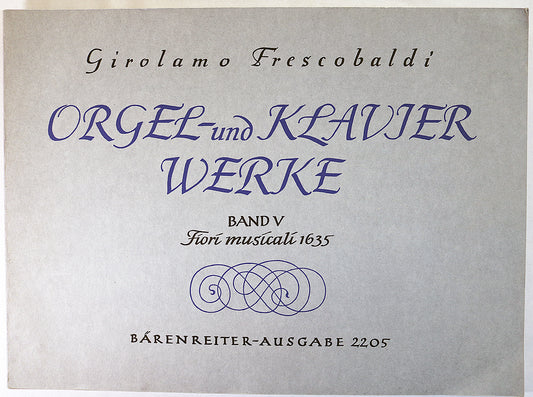 Girolamo Frescobaldi
ORGEL-und KLAVIER
WERKE
BAND V
Fiori musicali 1635
BÄRENREITER-AUSGABE 2205